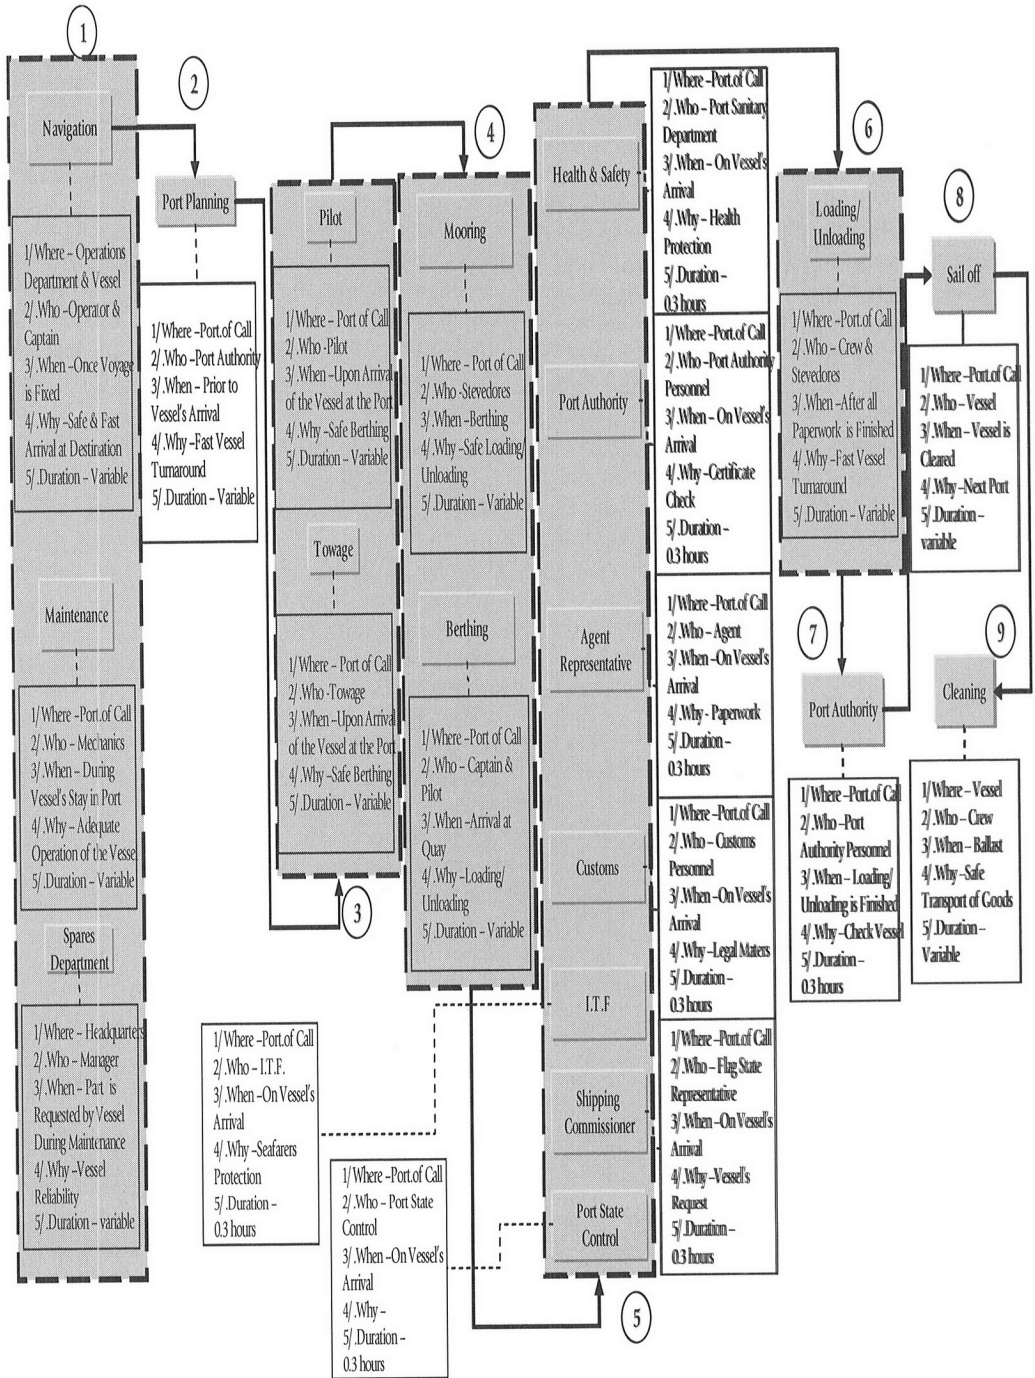 1
Navigation
1/ Where – Operations
Department & Vessel
2/ .Who –Operator &
Captain
3/ .When –Once Voyage
is Fixed
4/ .Why –Safe & Fast
Arrival at Destination
5/ .Duration – Variable
Maintenance
1/ Where –Port.of Call
2/ .Who – Mechanics
3/ .When – During
Vessel's Stay in Port
4/ .Why – Adequate
Operation of the Vessel
5/ .Duration – Variable
Spares
Department
1/ Where – Headquarters
2/ .Who – Manager
3/ .When – Part is
Requested by Vessel
During Maintenance
4/ .Why –Vessel
Reliability
5/ .Duration – variable
2
Port Planning
1/ Where –Port.of Call
2/ .Who –Port Authority
3/ .When – Prior to
Vessel's Arrival
4/ .Why –Fast Vessel
Turnaround
5/ .Duration – Variable
Pilot
1/ Where – Port of Call
2/ .Who -Pilot
3/ .When –Upon Arrival
of the Vessel at the Port
4/ .Why –Safe Berthing
5/ .Duration – Variable
Towage
1/ Where – Port of Call
2/ .Who -Towage
3/ .When –Upon Arrival
of the Vessel at the Port
4/ .Why –Safe Berthing
5/ .Duration – Variable
3
4
Mooring
1/ Where – Port of Call
2/ .Who -Stevedores
3/ .When –Berthing
4/ .Why –Safe Loading/
Unloading
5/ .Duration – Variable
Berthing
1/ Where –Port of Call
2/ .Who – Captain &
Pilot
3/ .When –Arrival at
Quay
4/ .Why –Loading/
Unloading
5/ .Duration – Variable
Health & Safety
1/ Where –Port.of Call
2/ .Who – Port Sanitary
Department
3/ .When – On Vessel's
Arrival
4/ .Why – Health
Protection
5/ .Duration –
0.3 hours
Port Authority
1/ Where –Port.of Call
2/ .Who –Port Authority
Personnel
3/ .When – On Vessel's
Arrival
4/ .Why –Certificate
Check
5/ .Duration –
0.3 hours
Agent
Representative
1/ Where –Port.of Call
2/ .Who – Agent
3/ .When –On Vessel's
Arrival
4/ .Why - Paperwork
5/ .Duration –
0.3 hours
Customs
1/ Where –Port.of Call
2/ .Who – Customs
Personnel
3/ .When –On Vessel's
Arrival
4/ .Why –Legal Maters
5/ .Duration –
0.3 hours
I.T.F
1/ Where –Port.of Call
2/ .Who – I.T.F.
3/ .When –On Vessel's
Arrival
4/ .Why –Seafarers
Protection
5/ .Duration –
0.3 hours
Shipping
Commissioner
1/ Where –Port.of Call
2/ .Who – Flag State
Representative
3/ .When –On Vessel's
Arrival
4/ .Why –Vessel's
Request
5/ .Duration –
0.3 hours
Port State
Control
1/ Where –Port.of Call
2/ .Who – Port State
Control
3/ .When –On Vessel's
Arrival
4/ .Why –
5/ .Duration –
0.3 hours
5
6
Loading/
Unloading
1/ Where –Port.of Call
2/ .Who – Crew &
Stevedores
3/ .When –After all
Paperwork is Finished
4/ .Why –Fast Vessel
Turnaround
5/ .Duration – Variable
7
Port Authority
1/ Where –Port.of Call
2/ .Who –Port
Authority Personnel
3/ .When – Loading/
Unloading is Finished
4/ .Why –Check Vessel
5/ .Duration –
0.3 hours
8
Sail off
1/ Where –Port.of Call
2/ .Who – Vessel
3/ .When – Vessel is
Cleared
4/ .Why –Next Port
5/ .Duration –
variable
9
Cleaning
1/ Where – Vessel
2/ .Who – Crew
3/ .When – Ballast
4/ .Why –Safe
Transport of Goods
5/ .Duration –
Variable